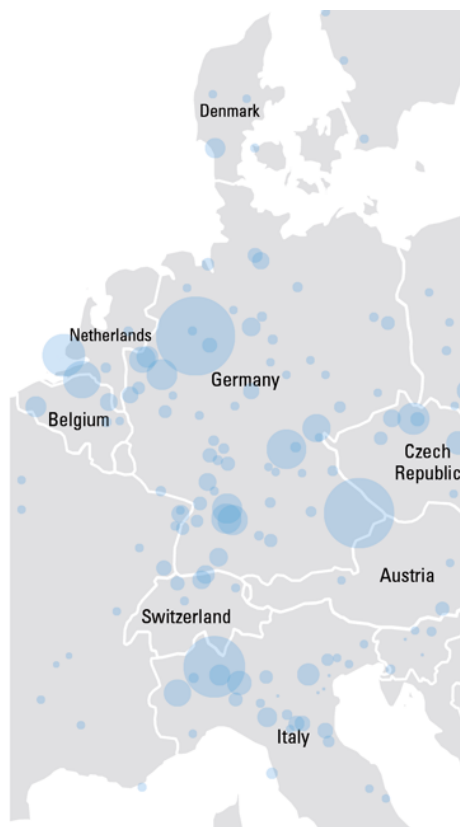 Denmark
Netherlands
Germany
Belgium
Czech
Republic
Austria
Switzerland
Italy